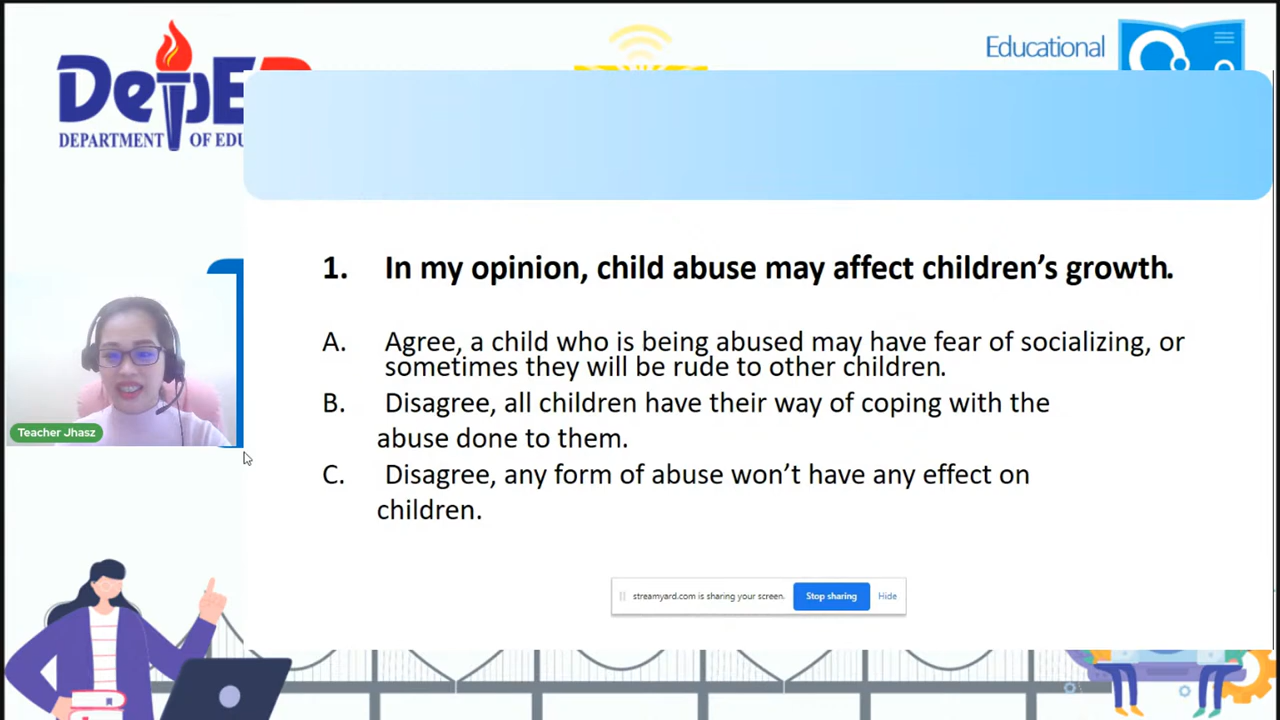 DepED
DEPARTMENT OF EDU
Educational
1. In my opinion, child abuse may affect children's growth.
A. Agree, a child who is being abused may have fear of socializing, or
sometimes they will be rude to other children.
B. Disagree, all children have their way of coping with the
abuse done to them.
C. Disagree, any form of abuse won't have any effect on
children.
Teacher Jhasz
streamyard.com is sharing your screen. Stop sharing Hide